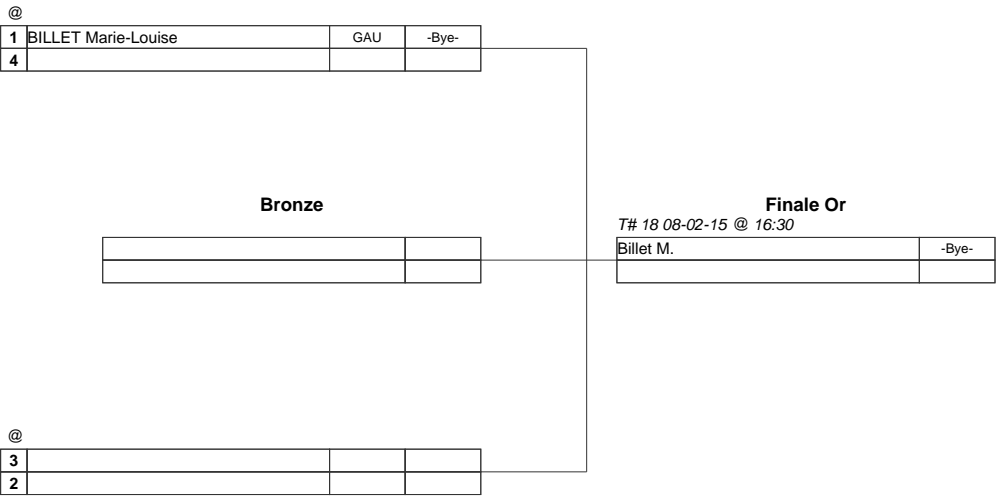 @
1 BILLET Marie-Louise GAU -Bye-
4
Bronze
Finale Or
T# 18 08-02-15 @ 16:30
Billet M. -Bye-
@
3
2